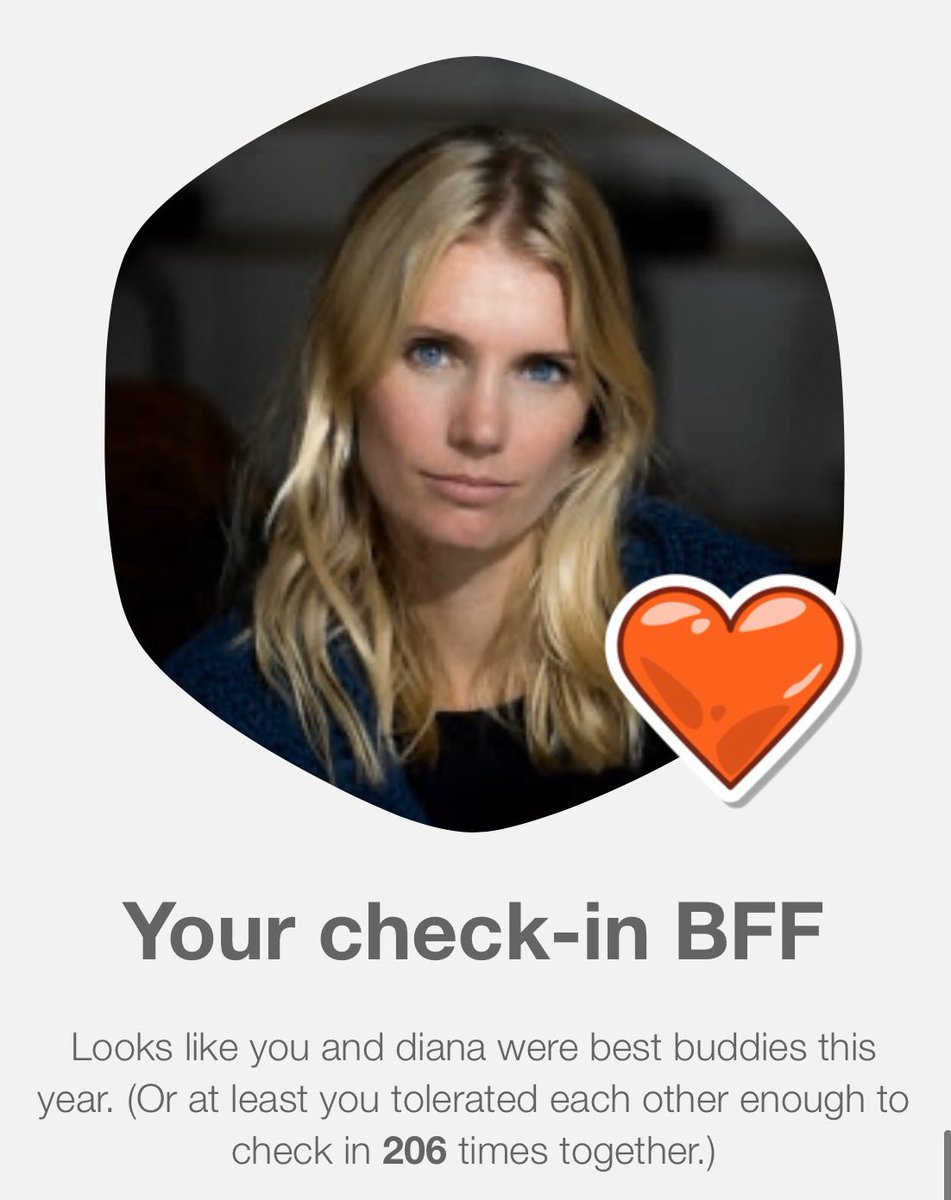 Your check-in BFF
Looks like you and diana were best buddies this
year. (Or at least you tolerated each other enough to
check in 206 times together.)